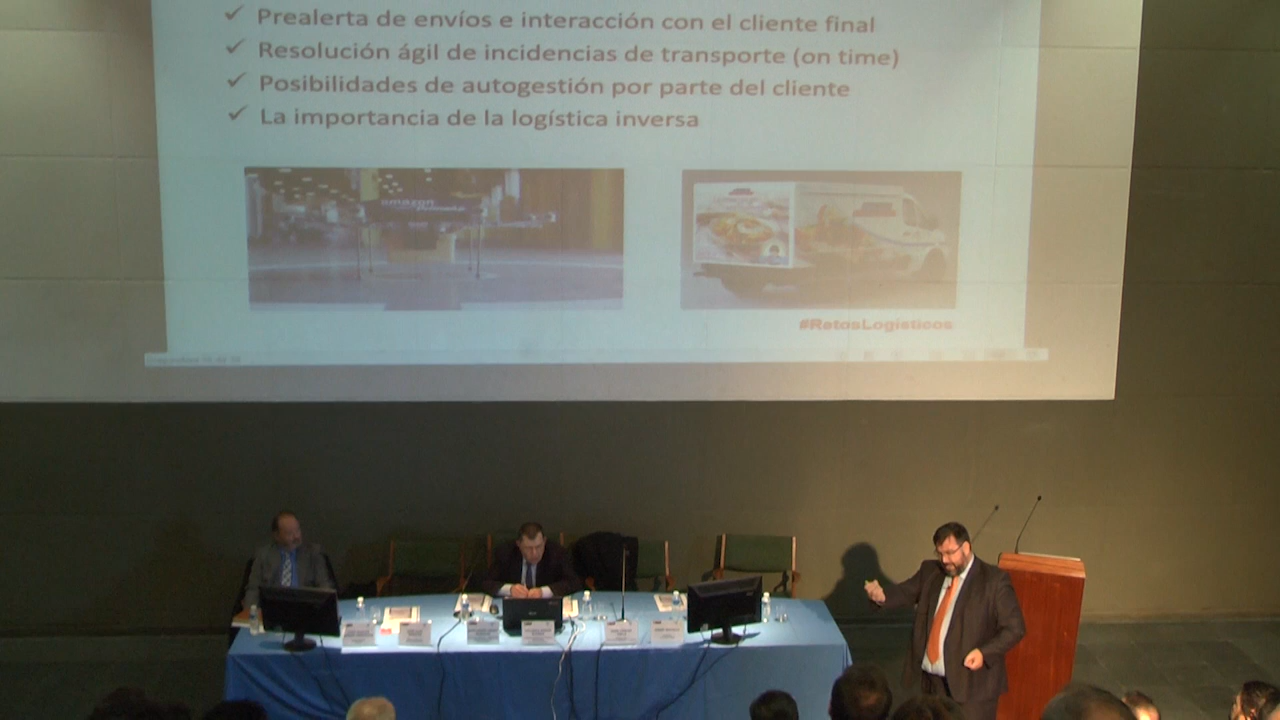 ✓ Prealerta de envíos e interacción con el cliente final
✓ Resolución ágil de incidencias de transporte (on time)
✓ Posibilidades de autogestión por parte del cliente
✓ La importancia de la logística inversa
amazon
#RetosLogísticos